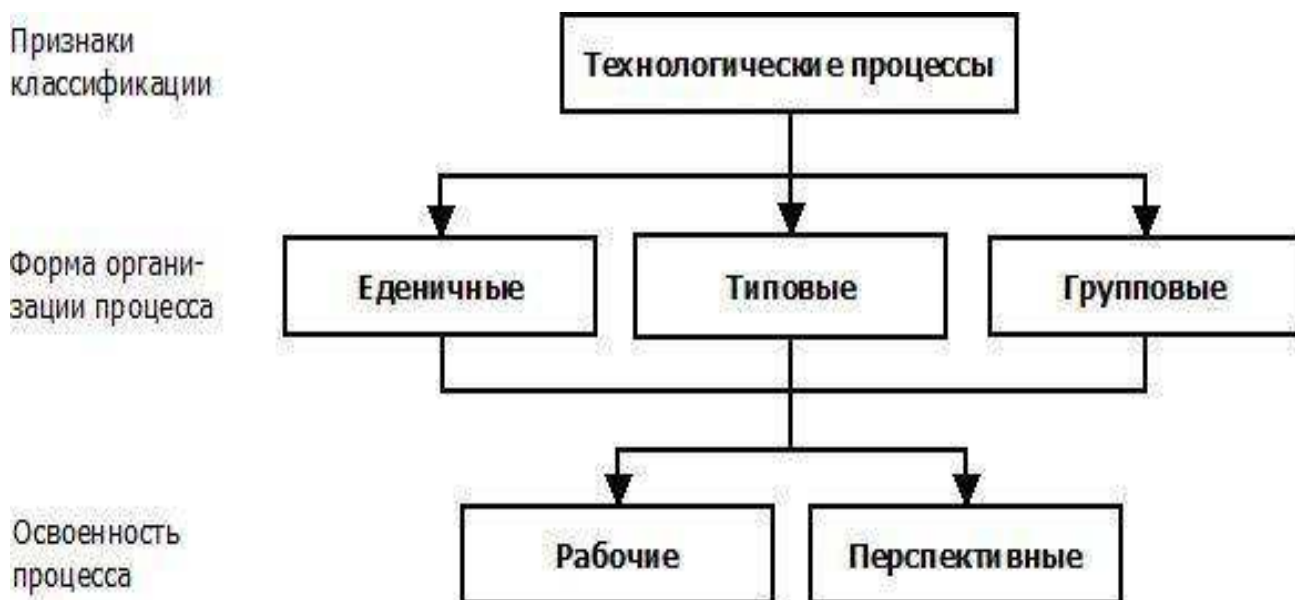 Признаки
классификации
Технологические процессы
Форма органи-
зации процесса
Еденичные
Типовые
Групповые
Освоенность
процесса
Рабочие
Перспективные